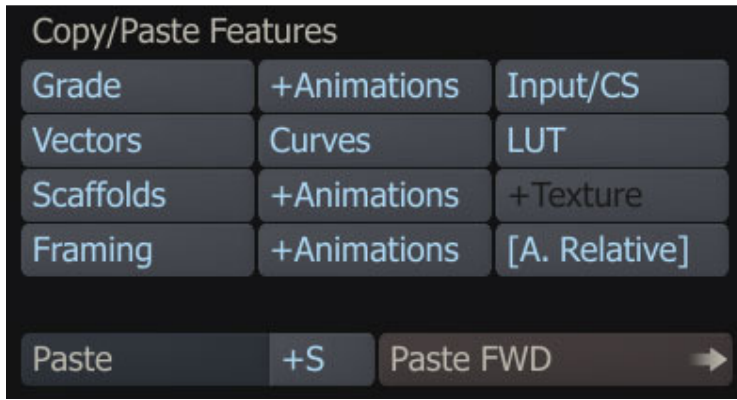 Copy/Paste Features
Grade +Animations Input/CS
Vectors Curves LUT
Scaffolds +Animations +Texture
Framing +Animations [A. Relative]
Paste +S Paste FWD